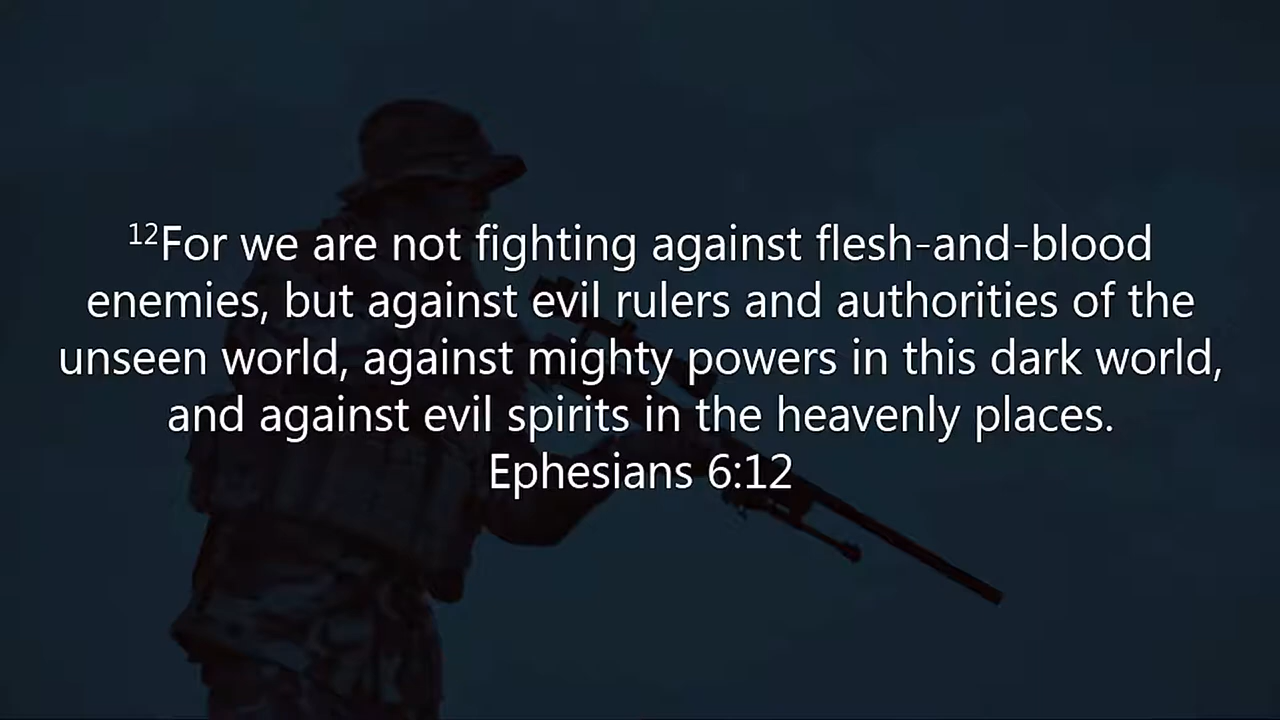 12For we are not fighting against flesh-and-blood
enemies, but against evil rulers and authorities of the
unseen world, against mighty powers in this dark world,
and against evil spirits in the heavenly places.
Ephesians 6:12